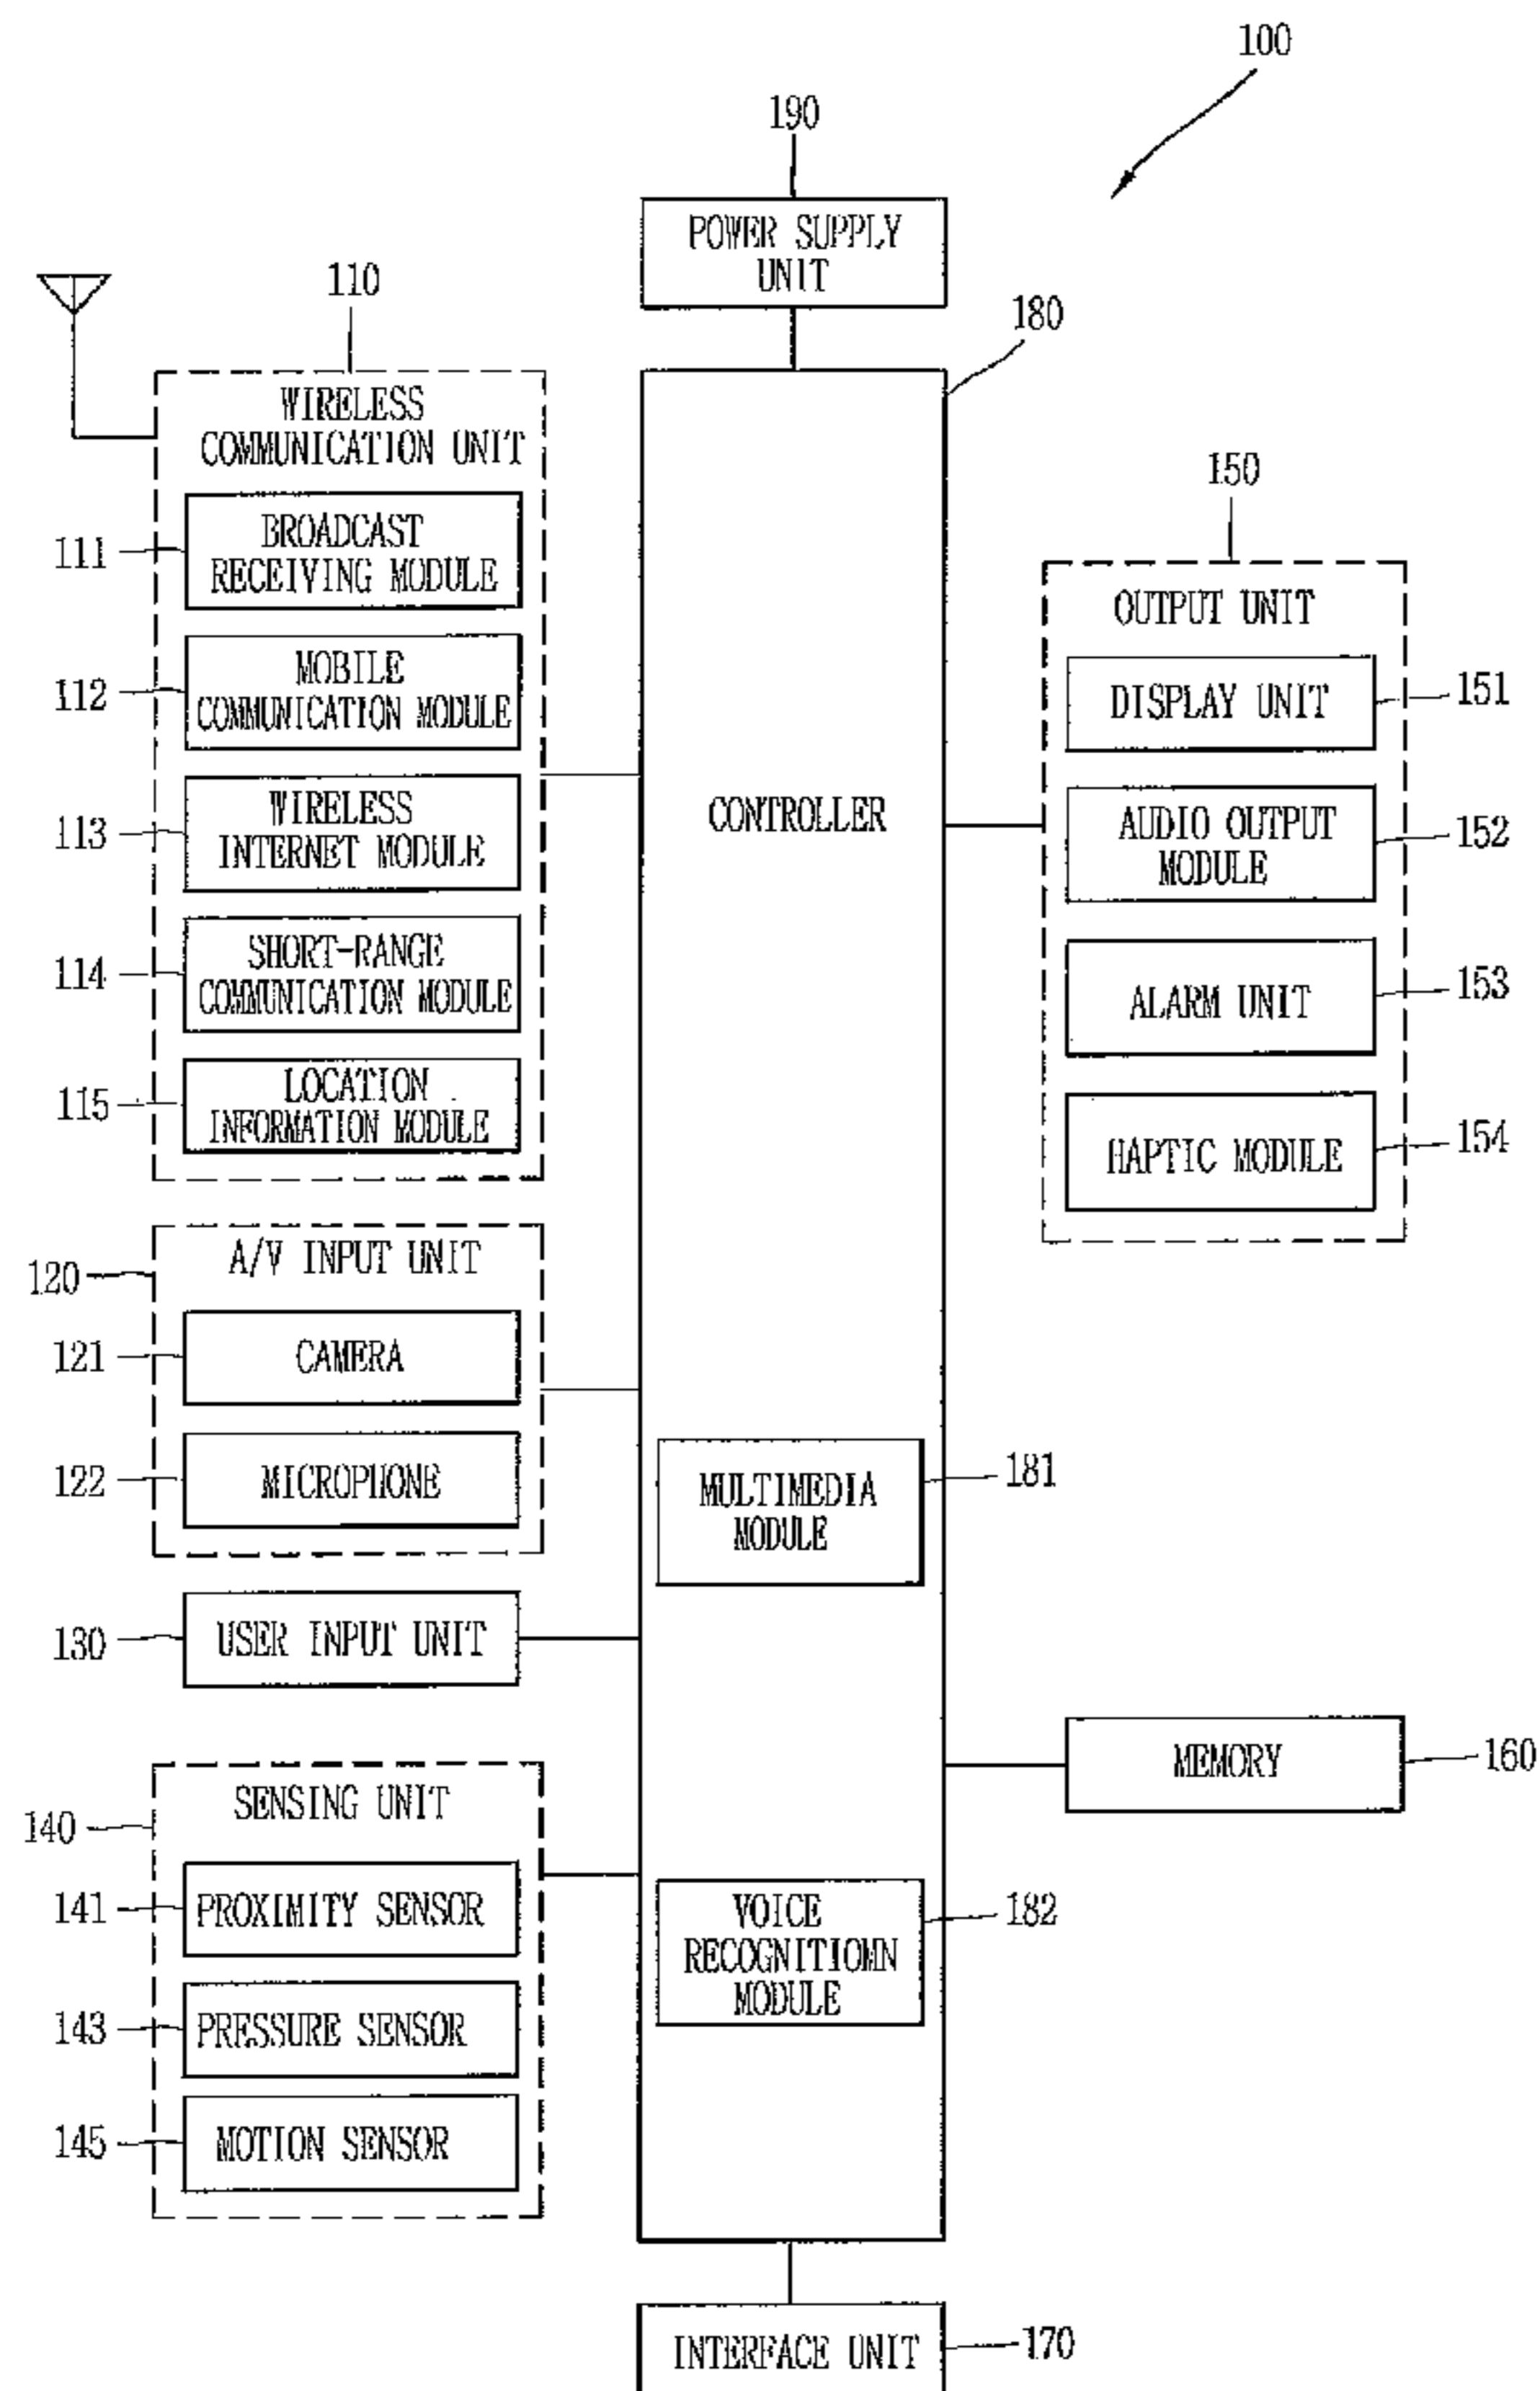 100
190
POWER SUPPLY
UNIT
110
180
WIRELESS
COMMUNICATION UNIT
111
BROADCAST
RECEIVING MODULE
112
MOBILE
COMMUNICATION MODULE
113
WIRELESS
INTERNET MODULE
114
SHORT-RANGE
COMMUNICATION MODULE
115
LOCATION
INFORMATION MODULE
120
A/V INPUT UNIT
121
CAMERA
122
MICROPHONE
130
USER INPUT UNIT
140
SENSING UNIT
141
PROXIMITY SENSOR
143
PRESSURE SENSOR
145
MOTION SENSOR
CONTROLLER
MULTIMEDIA
MODULE
181
VOICE
RECOGNITIOMN
MODULE
182
150
OUTPUT UNIT
DISPLAY UNIT
151
AUDIO OUTPUT
MODULE
152
ALARM UNIT
153
HAPTIC MODULE
154
MEMORY
160
INTERFACE UNIT
170